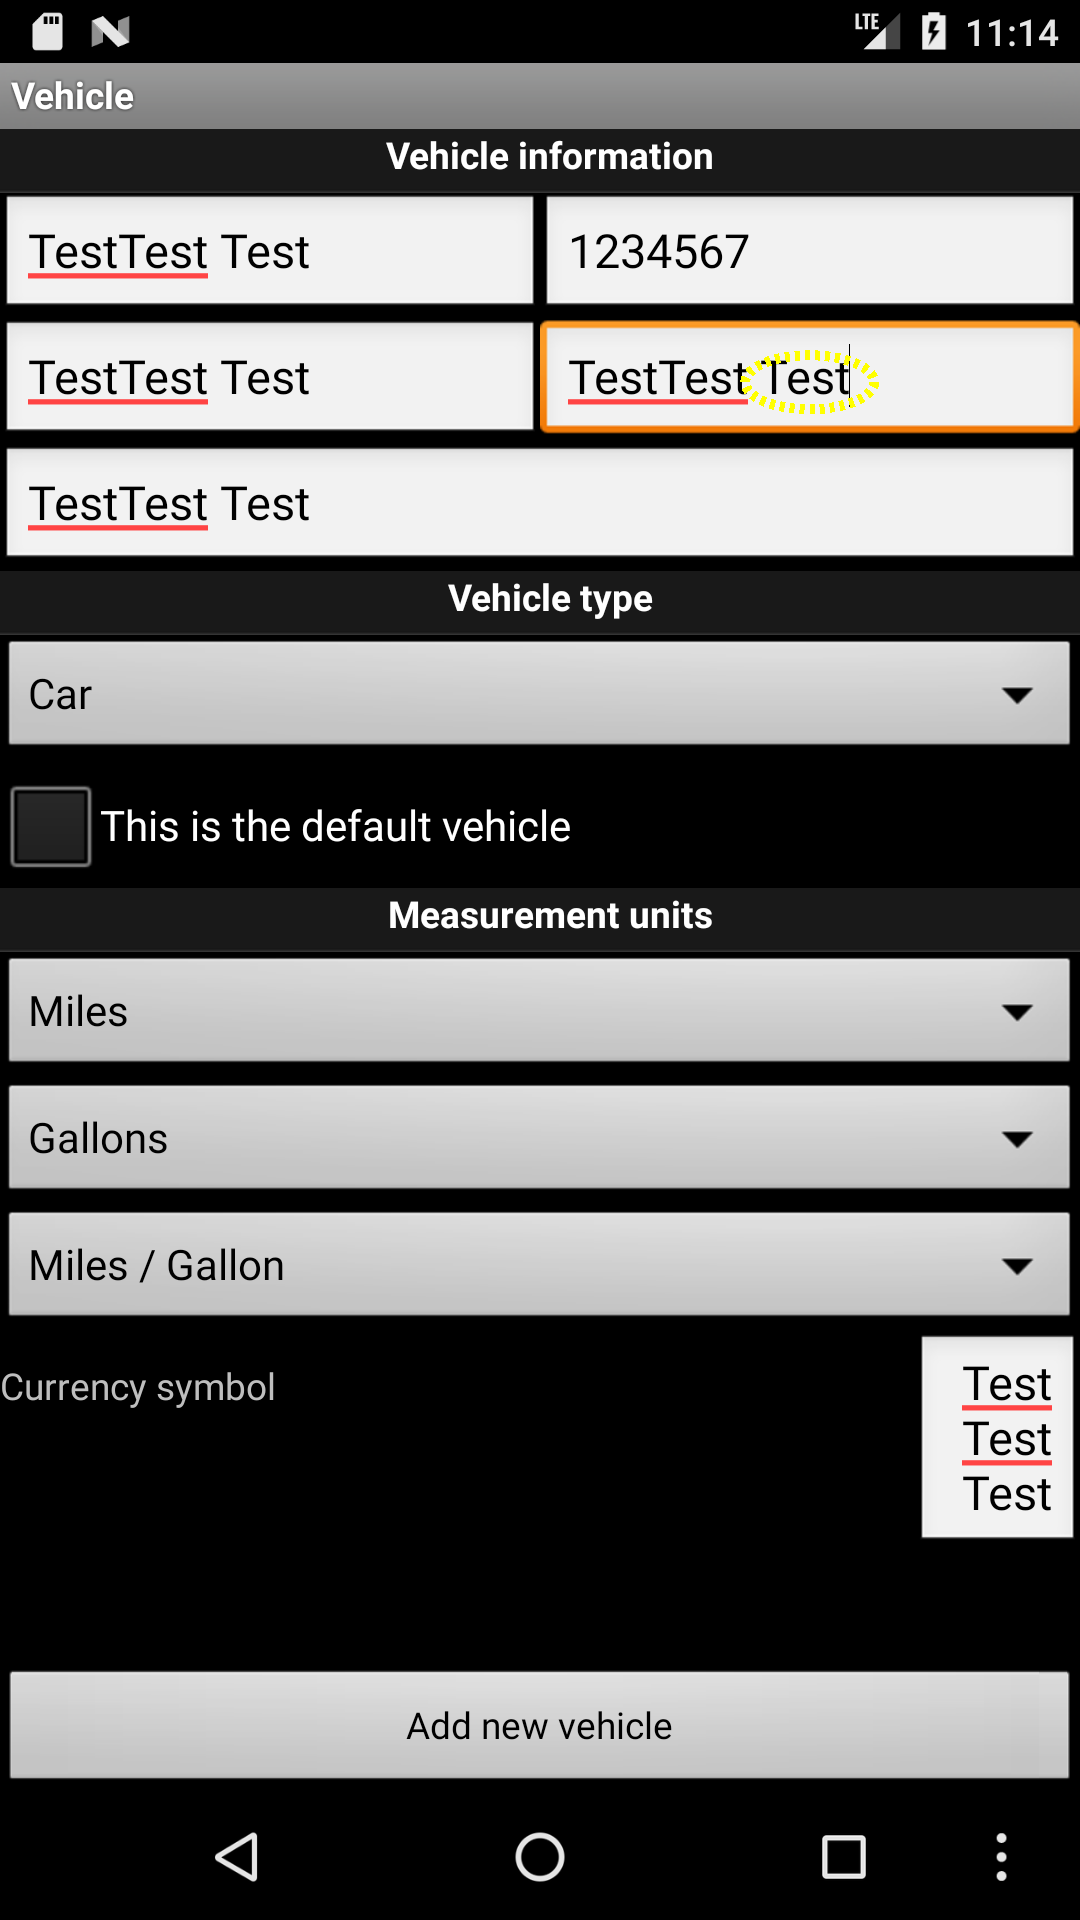 LTE 11:14
Vehicle
Vehicle information
TestTest Test 1234567
TestTest Test TestTest Test
TestTest Test
Vehicle type
Car
This is the default vehicle
Measurement units
Miles
Gallons
Miles / Gallon
Currency symbol Test
Test
Test
Add new vehicle